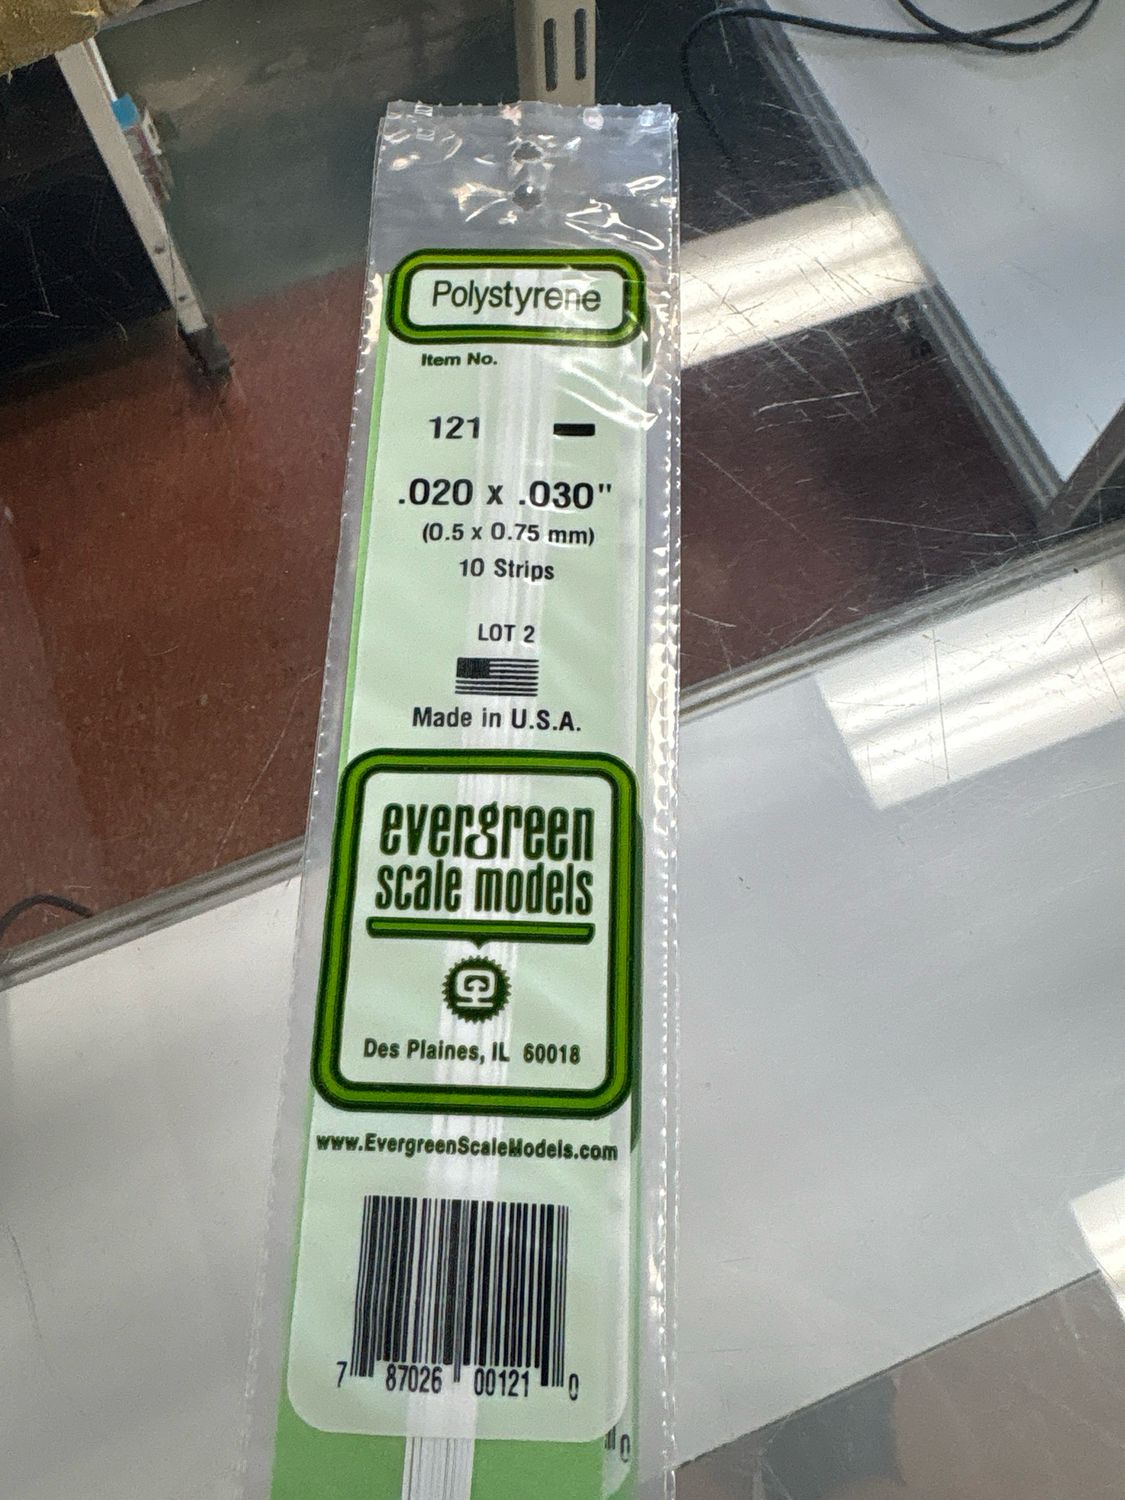 Polystyrene
Item No.
121
.020 x .030"
(0.5 x 0.75 mm)
10 Strips
LOT 2
Made in U.S.A.
evergreen
scale models
Des Plaines, IL 60018
www.EvergreenScaleModels.com
7 87026 00121 0
0